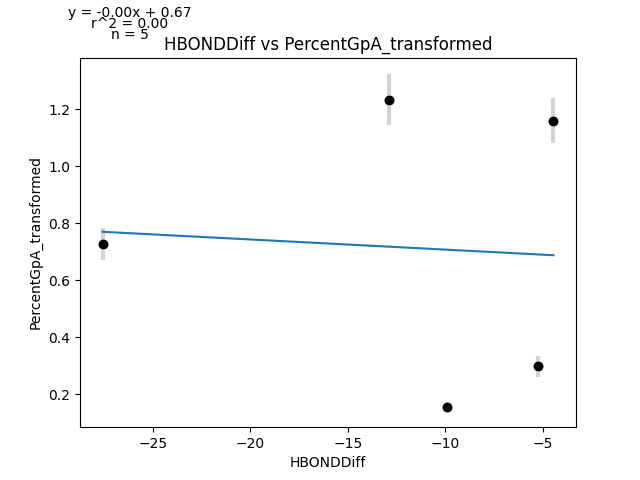 y = -0.00x + 0.67
r^2 = 0.00
n = 5
HBONDDiff vs PercentGpA_transformed
PercentGpA_transformed
1.2
1.0
0.8
0.6
0.4
0.2
−25
−20
−15
−10
−5
HBONDDiff